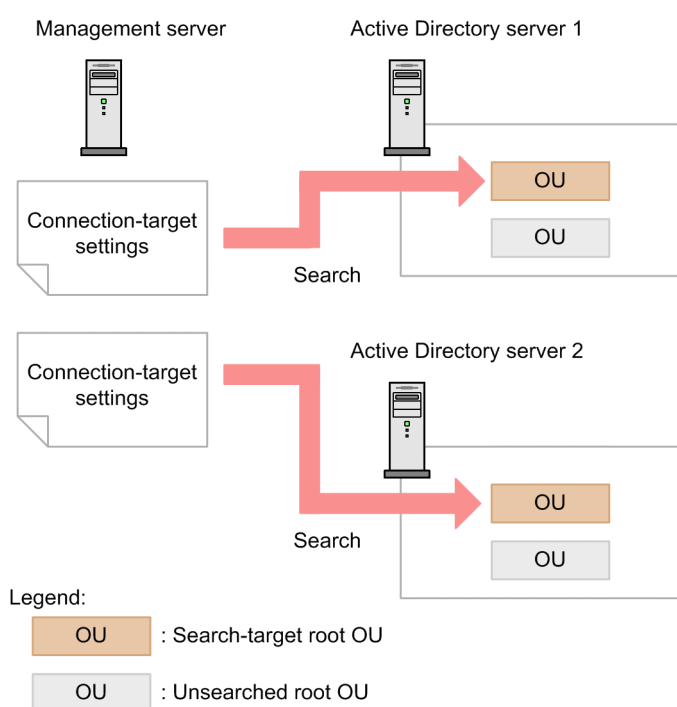 Management server
Active Directory server 1
Connection-target
settings
OU
OU
Search
Connection-target
settings
Active Directory server 2
OU
OU
Search
Legend:
OU : Search-target root OU
OU : Unsearched root OU